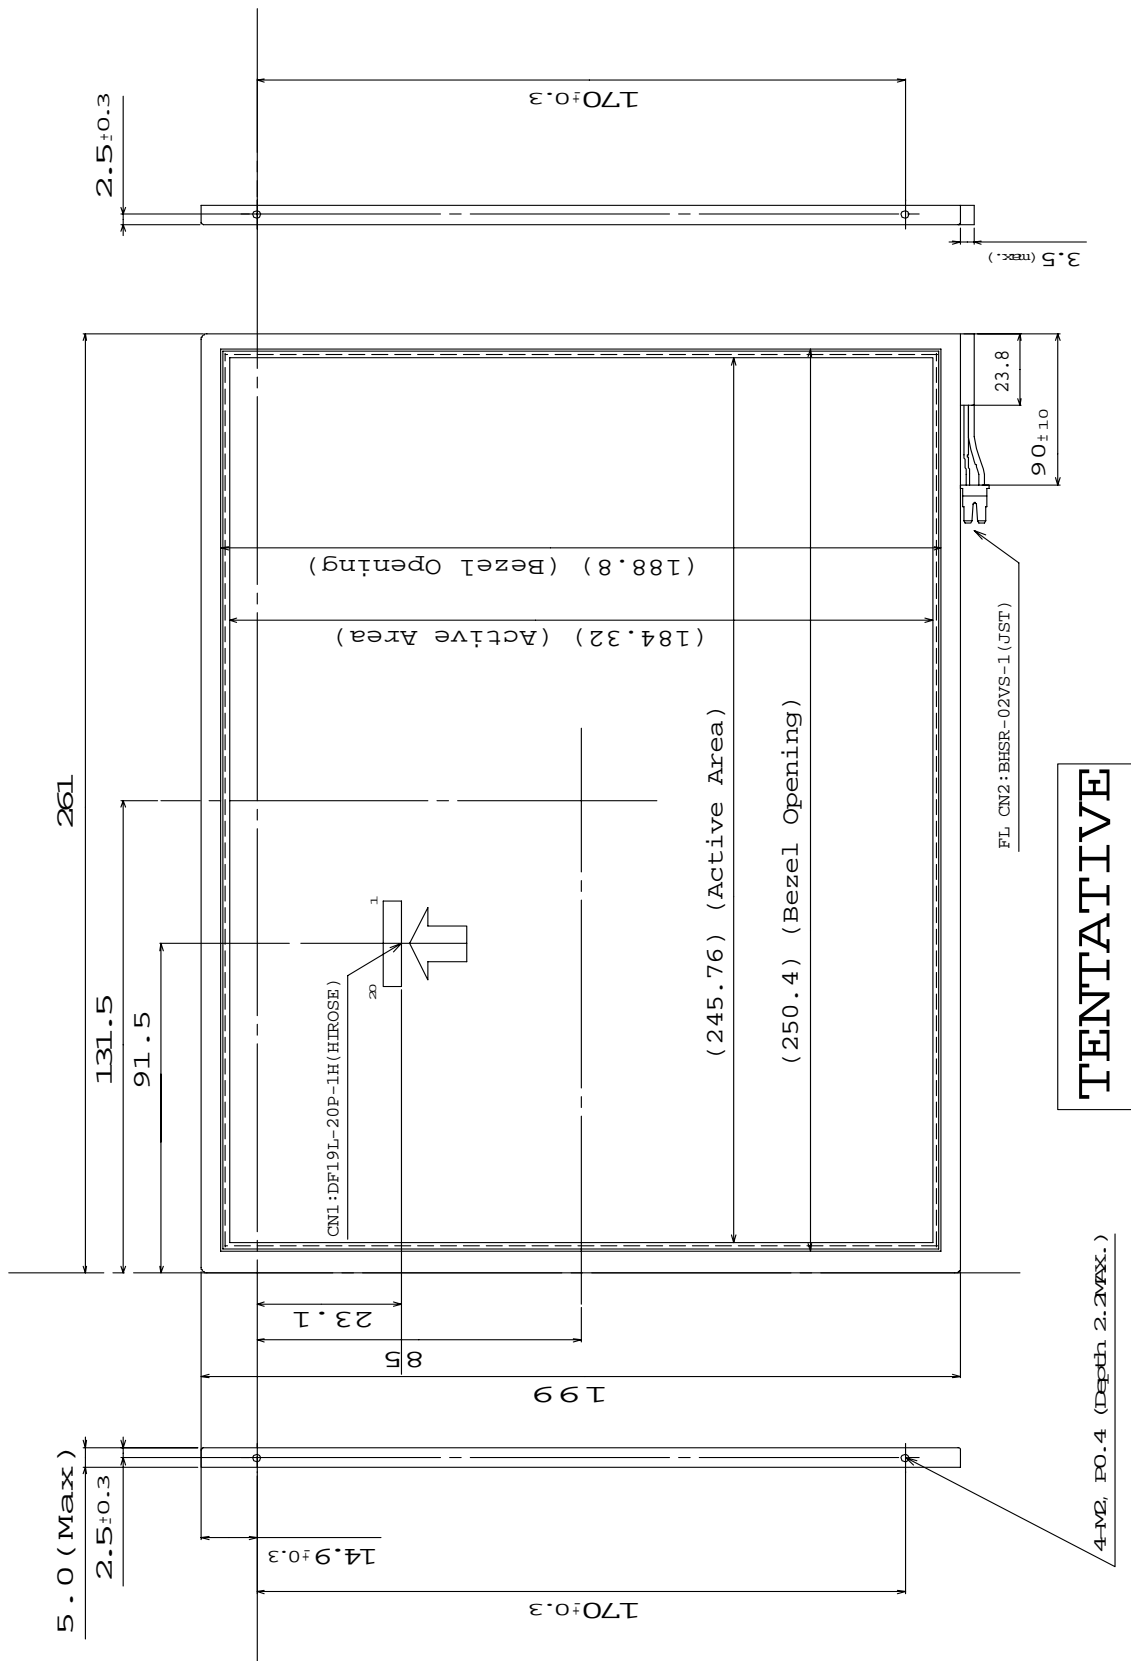 170±0.3
2.5±0.3
3.5 (max.)
261
23.8
90±10
(188.8) (Bezel Opening)
(184.32) (Active Area)
(245.76) (Active Area)
(250.4) (Bezel Opening)
FL CN2:BHSR-02VS-1(JST)
131.5
91.5
1
20
CN1:DF19L-20P-1H(HIROSE)
TENTATIVE
23.1
85
199
5.0(Max)
2.5±0.3
14.9±0.3
170±0.3
4-M2, P0.4 (Depth 2.2MAX.)